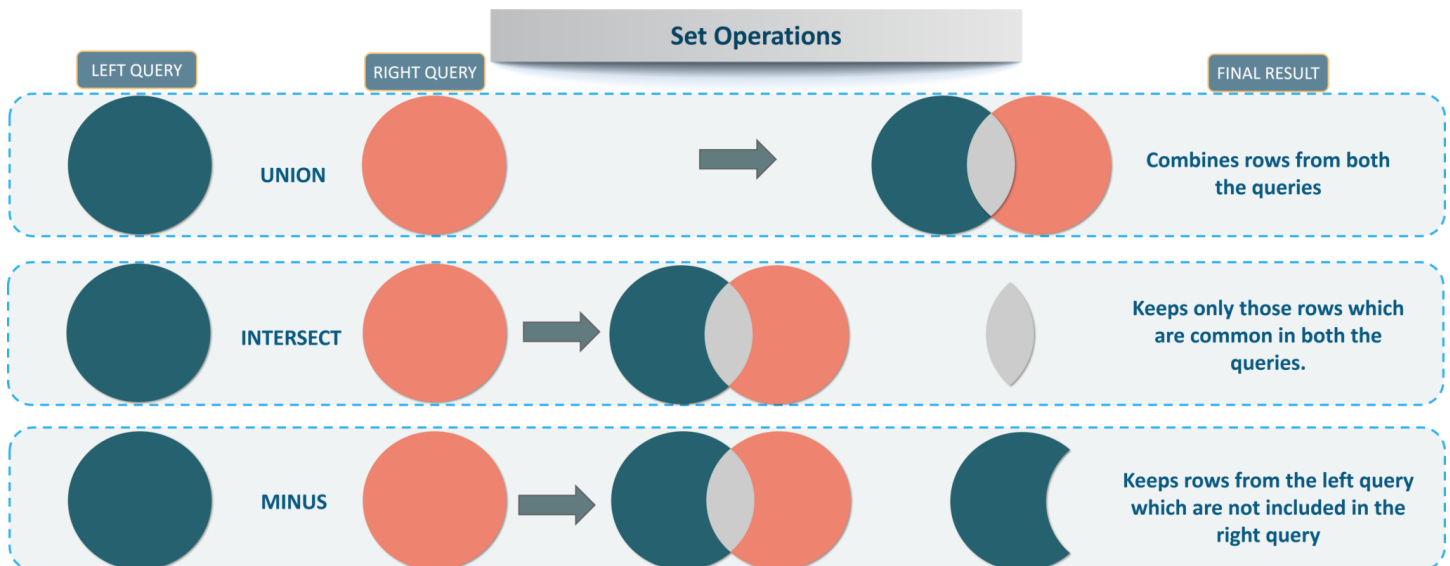 Set Operations
LEFT QUERY
RIGHT QUERY
FINAL RESULT
UNION
Combines rows from both
the queries
INTERSECT
Keeps only those rows which
are common in both the
queries.
MINUS
Keeps rows from the left query
which are not included in the
right query